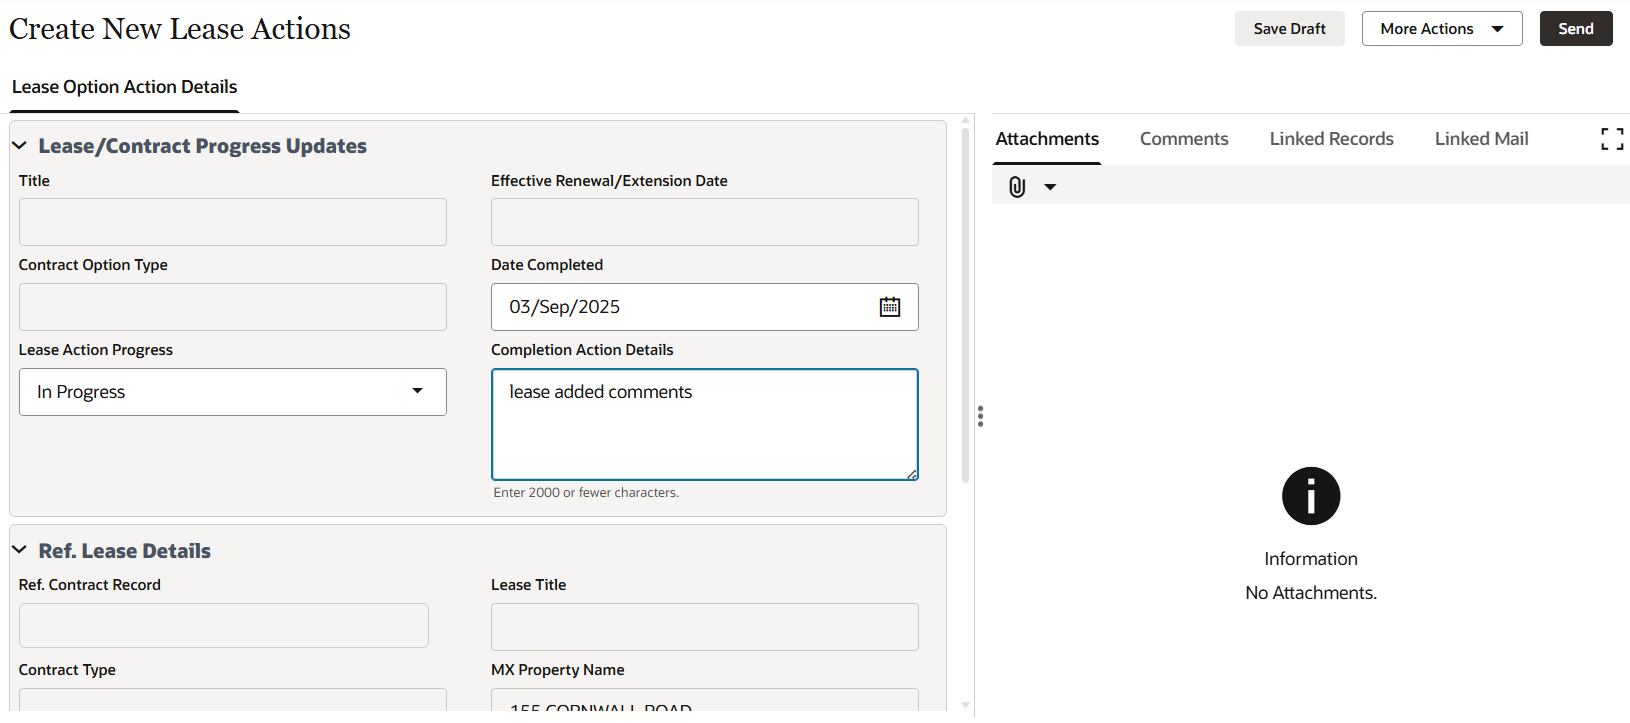 Create New Lease Actions
Save Draft
More Actions
Send
Lease Option Action Details
Lease/Contract Progress Updates
Title
Effective Renewal/Extension Date
Contract Option Type
Date Completed
03/Sep/2025
Lease Action Progress
Completion Action Details
In Progress
lease added comments
Enter 2000 or fewer characters.
Ref. Lease Details
Ref. Contract Record
Lease Title
Contract Type
MX Property Name
155 CORNWALL ROAD
Attachments
Comments
Linked Records
Linked Mail
Information
No Attachments.